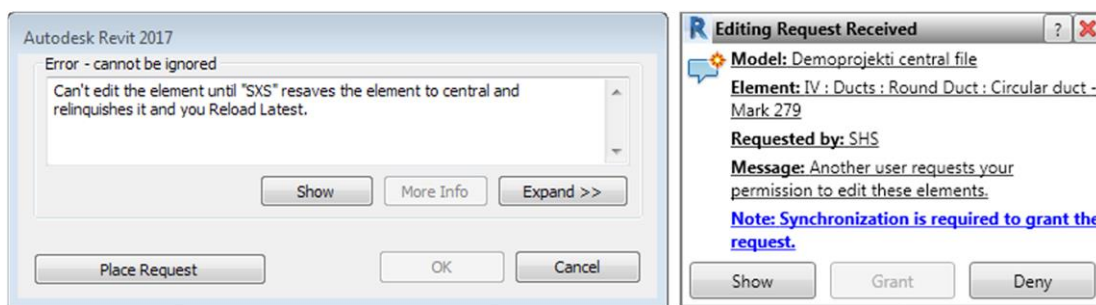 Autodesk Revit 2017
Error - cannot be ignored
Can't edit the element until "SXS" resaves the element to central and
relinquishes it and you Reload Latest.
Show
More Info
Expand >>
Place Request
OK
Cancel
R Editing Request Received
?
Model: Demoprojekti central file
Element: IV : Ducts : Round Duct : Circular duct -
Mark 279
Requested by: SHS
Message: Another user requests your
permission to edit these elements.
Note: Synchronization is required to grant the
request.
Show
Grant
Deny